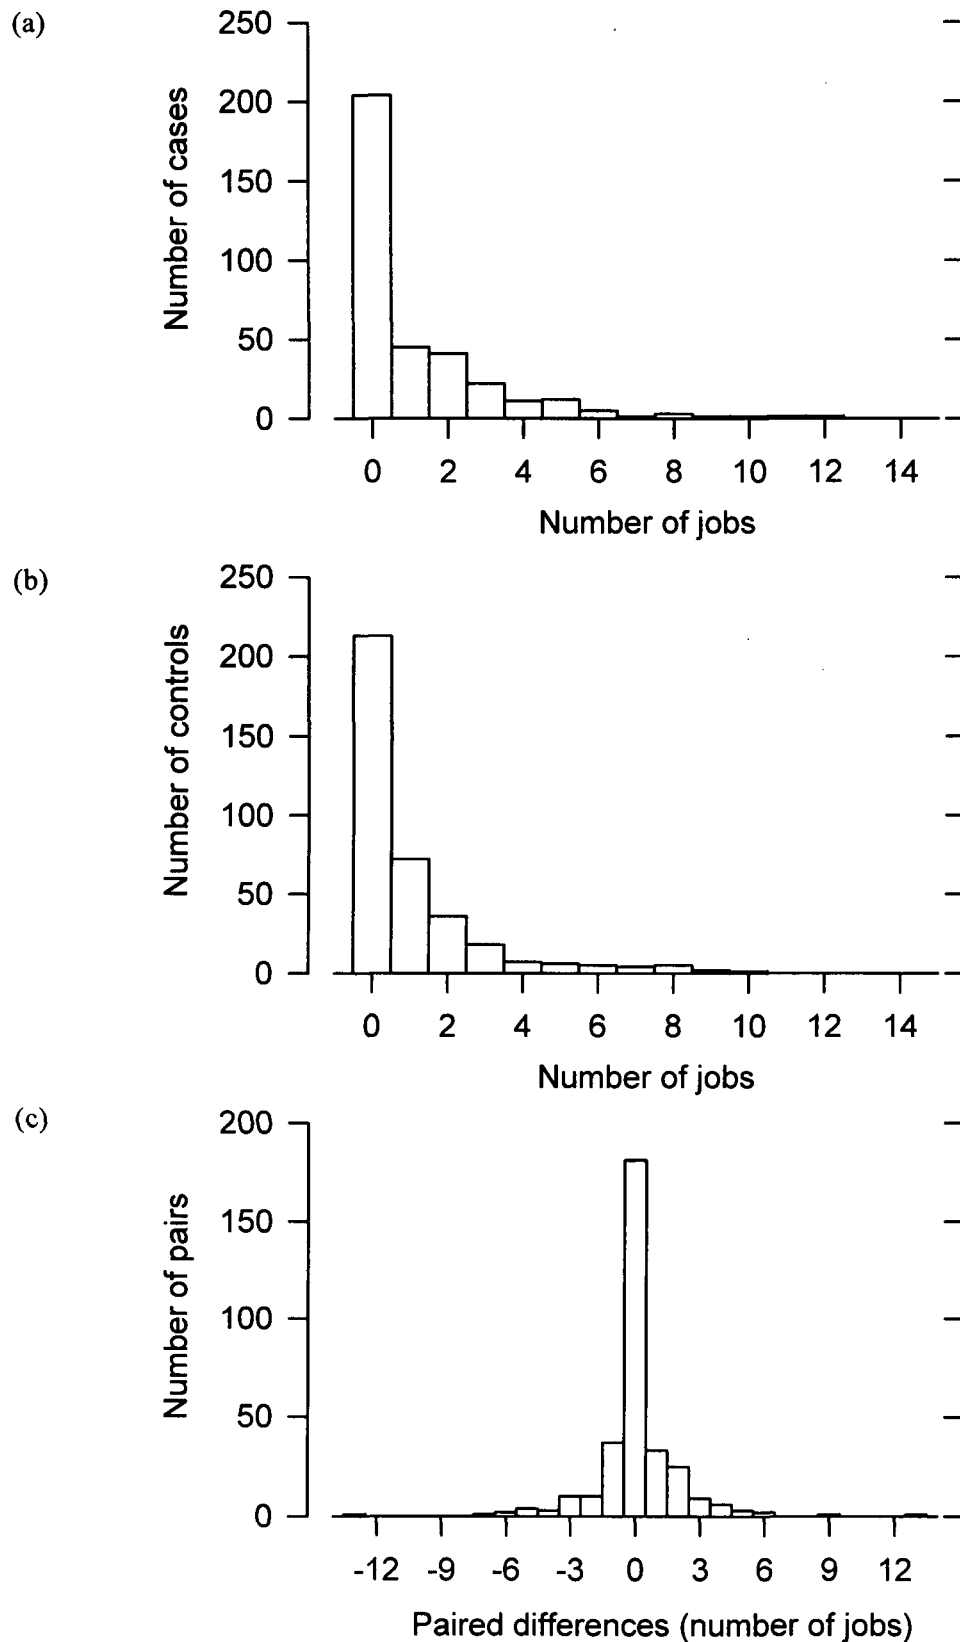 (a)
250
200
150
100
50
0
Number of cases
0 2 4 6 8 10 12 14
Number of jobs
(b)
250
200
150
100
50
0
Number of controls
0 2 4 6 8 10 12 14
Number of jobs
(c)
200
150
100
50
0
Number of pairs
-12 -9 -6 -3 0 3 6 9 12
Paired differences (number of jobs)